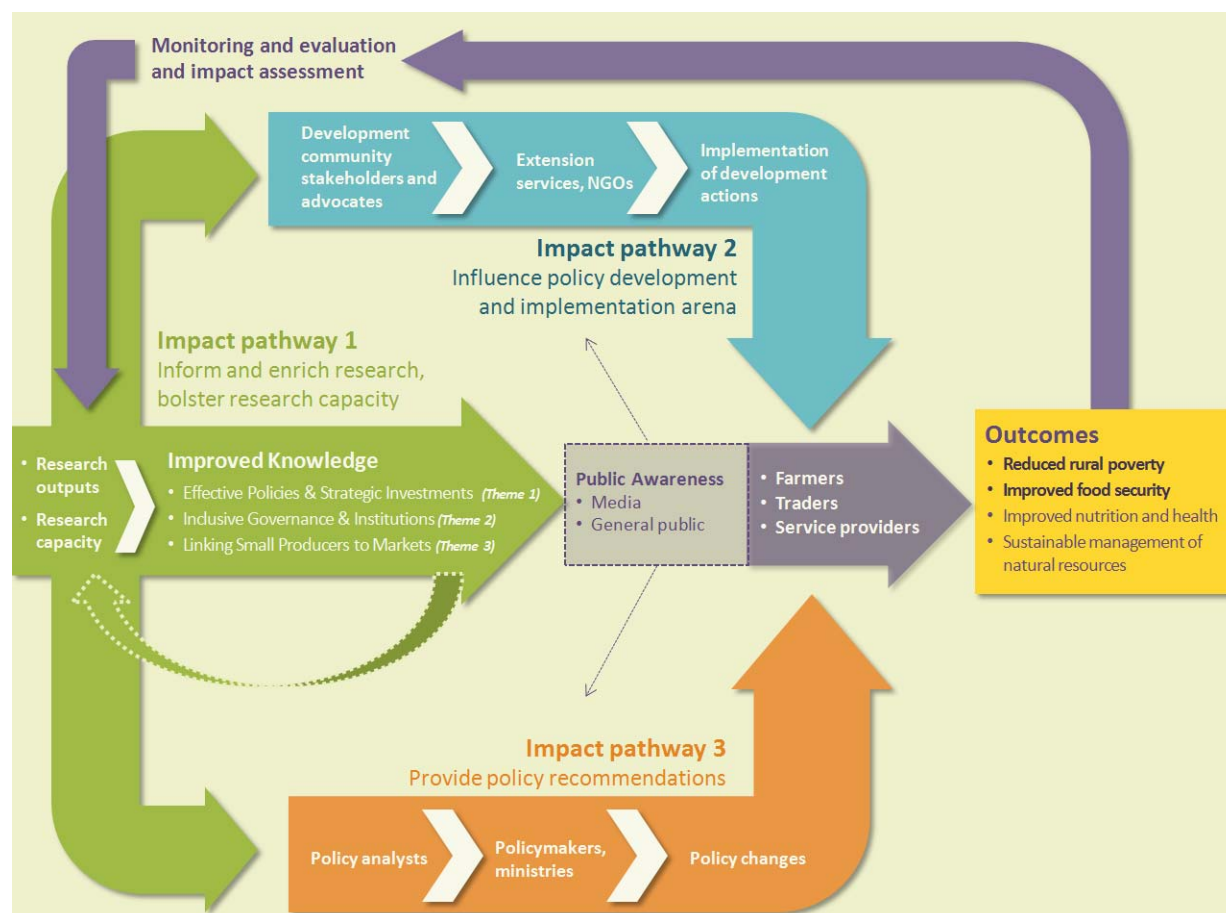 Monitoring and evaluation
and impact assessment
Development
community
stakeholders and
advocates
Extension
services, NGOs
Implementation
of development
actions
Impact pathway 2
Influence policy development
and implementation arena
Impact pathway 1
Inform and enrich research,
bolster research capacity
• Research
outputs
• Research
capacity
Improved Knowledge
• Effective Policies & Strategic Investments (Theme 1)
• Inclusive Governance & Institutions (Theme 2)
• Linking Small Producers to Markets (Theme 3)
Public Awareness
• Media
• General public
• Farmers
• Traders
• Service providers
Outcomes
• Reduced rural poverty
• Improved food security
• Improved nutrition and health
• Sustainable management of
natural resources
Impact pathway 3
Provide policy recommendations
Policy analysts
Policymakers,
ministries
Policy changes